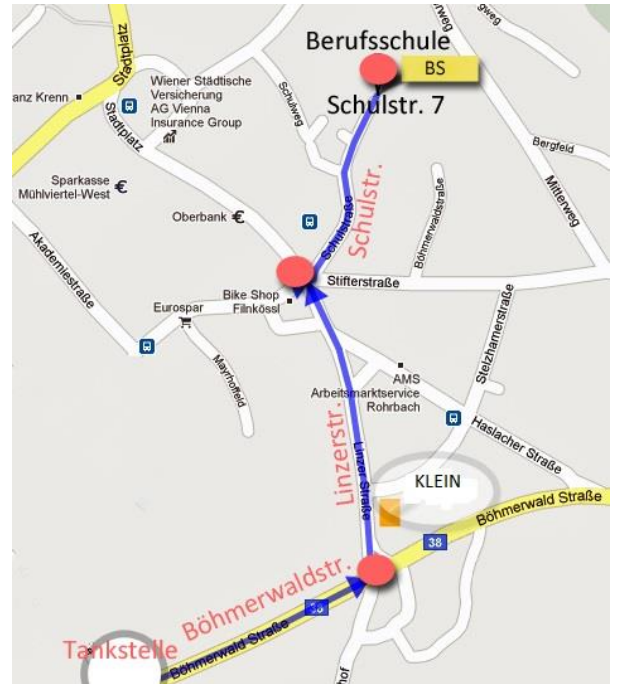 Stadtplatz
Berufsschule
BS
Schulstr. 7
anz Krenn
Stadtplatz
Wiener Städtische
Versicherung
AG Vienna
Insurance Group
Schulweg
Bergfeld
Mitterweg
Sparkasse
Mühlviertel-West
Oberbank
Akademiestraße
Schulstraße
Schulstr.
Böhmerwaldstraße
Stifterstraße
Bike Shop
Filnkössl
Eurospar
Mayrhoffeld
Stelzhamerstraße
AMS
Arbeitsmarktservice
Rohrbach
Haslacher Straße
Linzerstr.
Linzer Straße
KLEIN
Böhmerwald Straße
38
Böhmerwaldstr.
38
Tankstelle
Böhmerwald Straße
hof